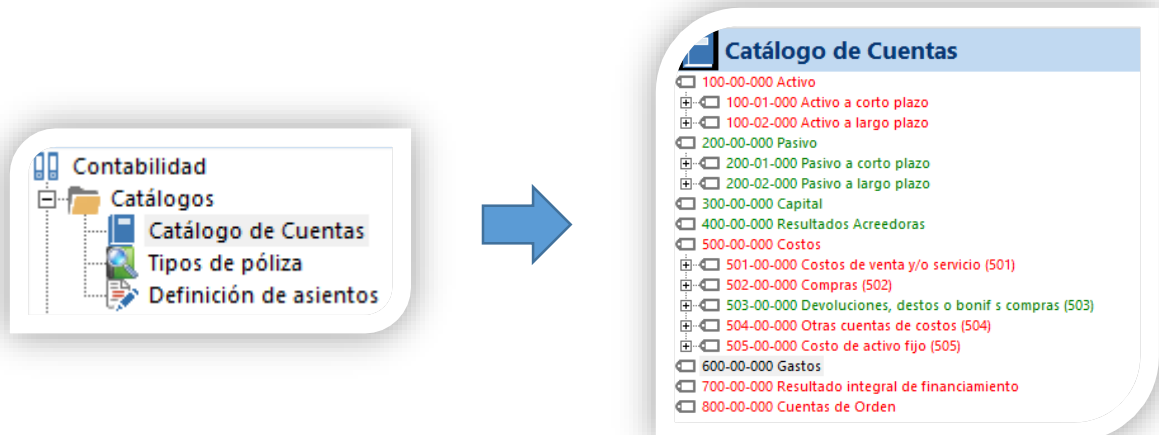 Contabilidad
Catálogos
Catálogo de Cuentas
Tipos de póliza
Definición de asientos
Catálogo de Cuentas
100-00-000 Activo
100-01-000 Activo a corto plazo
100-02-000 Activo a largo plazo
200-00-000 Pasivo
200-01-000 Pasivo a corto plazo
200-02-000 Pasivo a largo plazo
300-00-000 Capital
400-00-000 Resultados Acreedoras
500-00-000 Costos
501-00-000 Costos de venta y/o servicio (501)
502-00-000 Compras (502)
503-00-000 Devoluciones, destos o bonif s compras (503)
504-00-000 Otras cuentas de costos (504)
505-00-000 Costo de activo fijo (505)
600-00-000 Gastos
700-00-000 Resultado integral de financiamiento
800-00-000 Cuentas de Orden